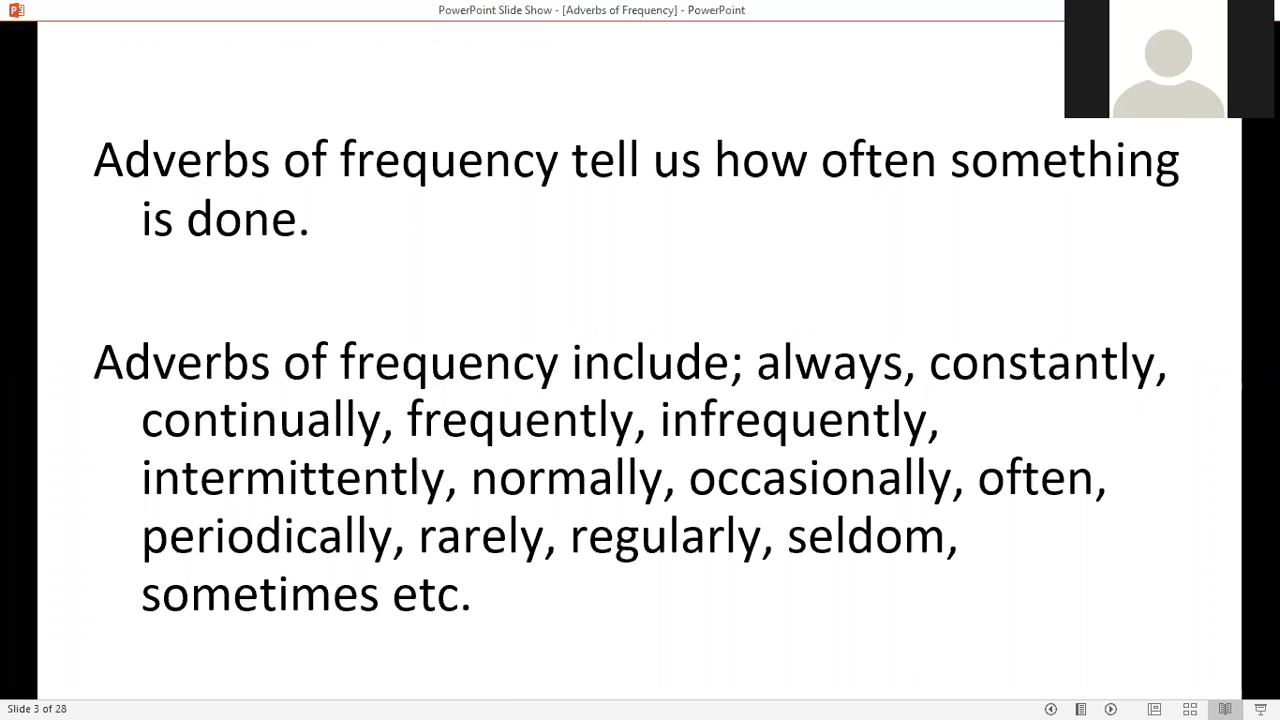 PowerPoint Slide Show - [Adverbs of Frequency] - PowerPoint
Adverbs of frequency tell us how often something
is done.
Adverbs of frequency include; always, constantly,
continually, frequently, infrequently,
intermittently, normally, occasionally, often,
periodically, rarely, regularly, seldom,
sometimes etc.
Slide 3 of 28